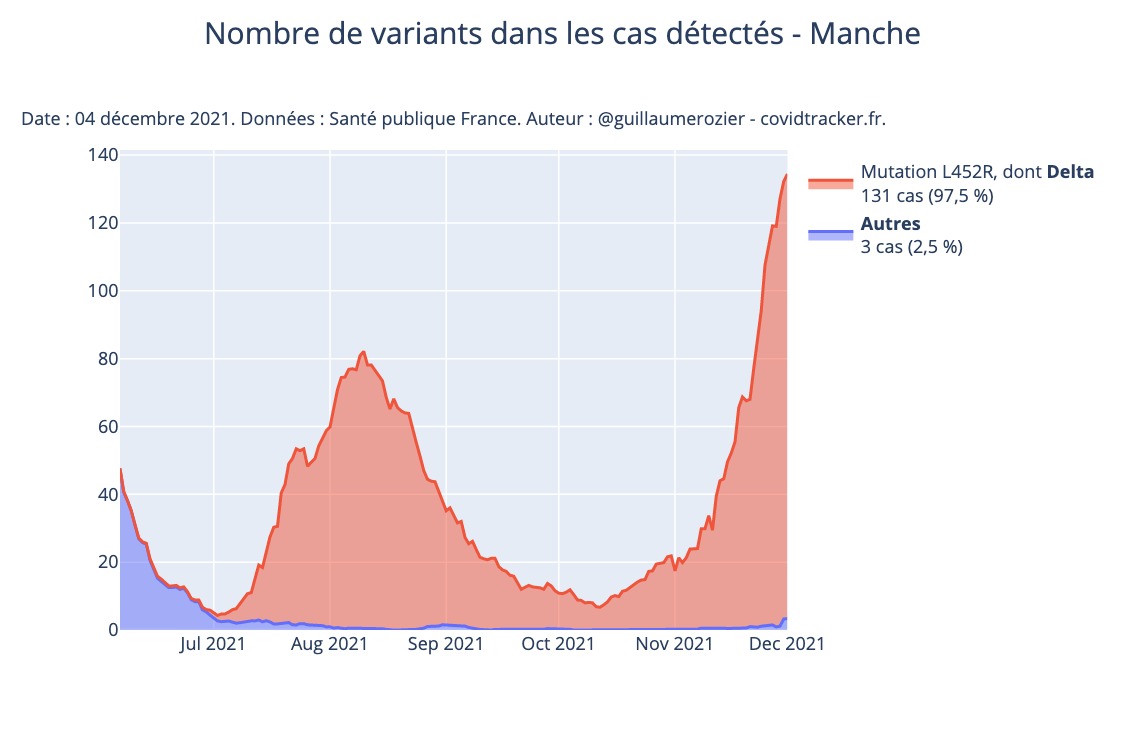 Nombre de variants dans les cas détectés - Manche
Date : 04 décembre 2021. Données : Santé publique France. Auteur : @guillaumerozier - covidtracker.fr.
140
120
100
80
60
40
20
0
Jul 2021
Aug 2021
Sep 2021
Oct 2021
Nov 2021
Dec 2021
Mutation L452R, dont Delta
131 cas (97,5 %)
Autres
3 cas (2,5 %)